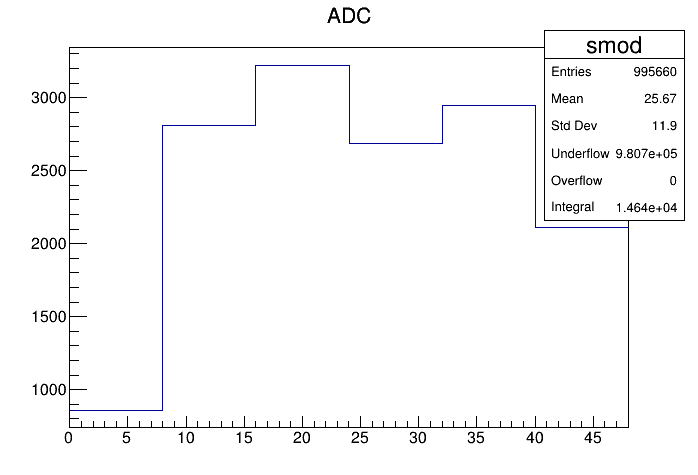 ADC
smod
Entries 995660
Mean 25.67
Std Dev 11.9
Underflow 9.807e+05
Overflow 0
Integral 1.464e+04
3000
2500
2000
1500
1000
0 5 10 15 20 25 30 35 40 45